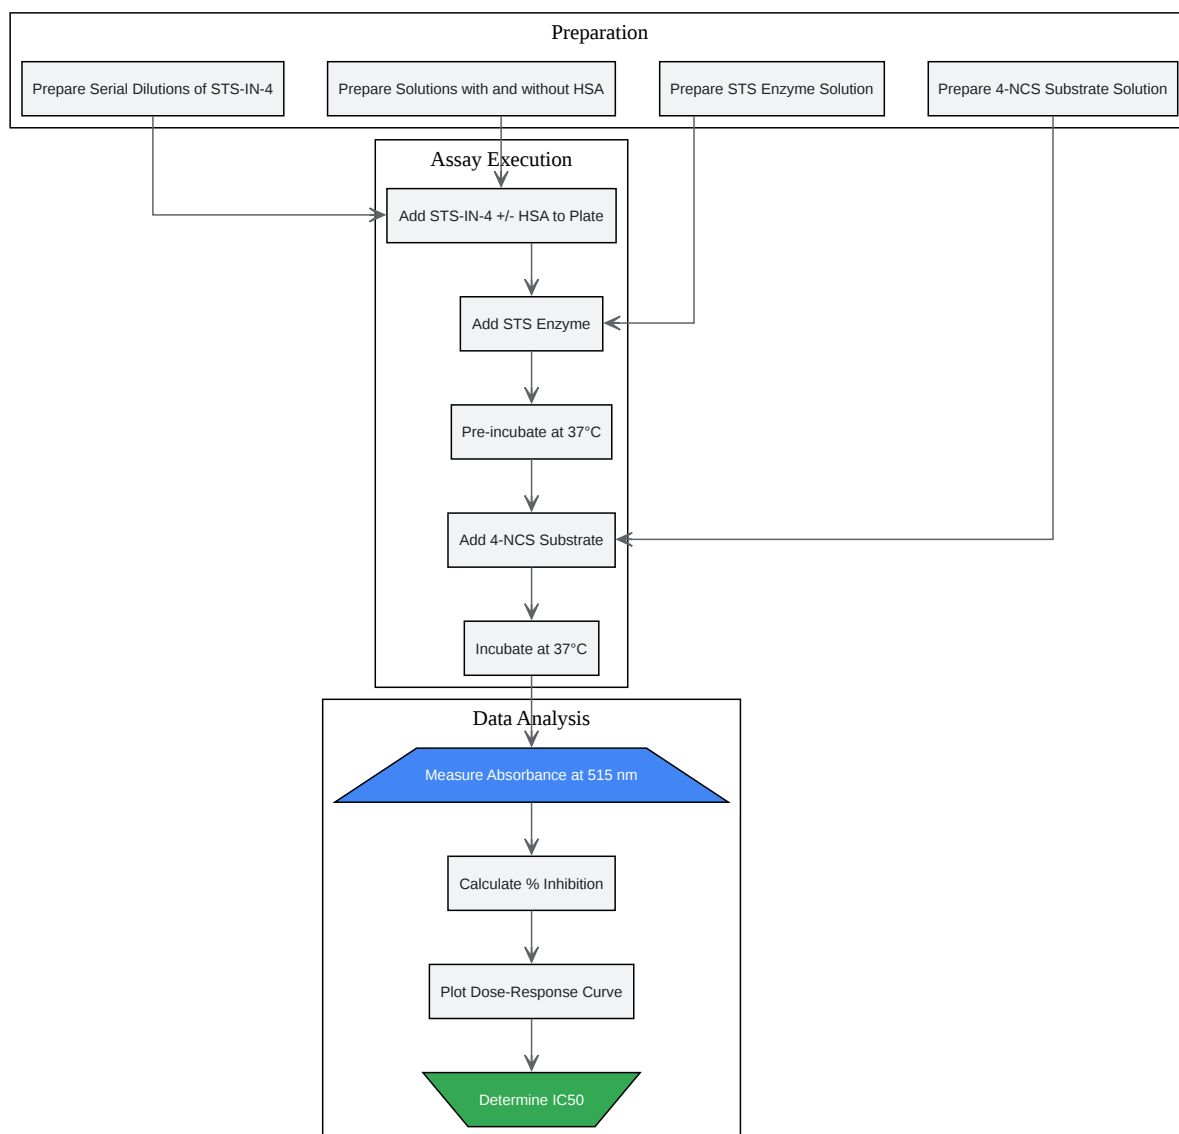 Preparation
Prepare Serial Dilutions of STS-IN-4
Prepare Solutions with and without HSA
Prepare STS Enzyme Solution
Prepare 4-NCS Substrate Solution
Assay Execution
Add STS-IN-4 +/- HSA to Plate
Add STS Enzyme
Pre-incubate at 37°C
Add 4-NCS Substrate
Incubate at 37°C
Data Analysis
Measure Absorbance at 515 nm
Calculate % Inhibition
Plot Dose-Response Curve
Determine IC50